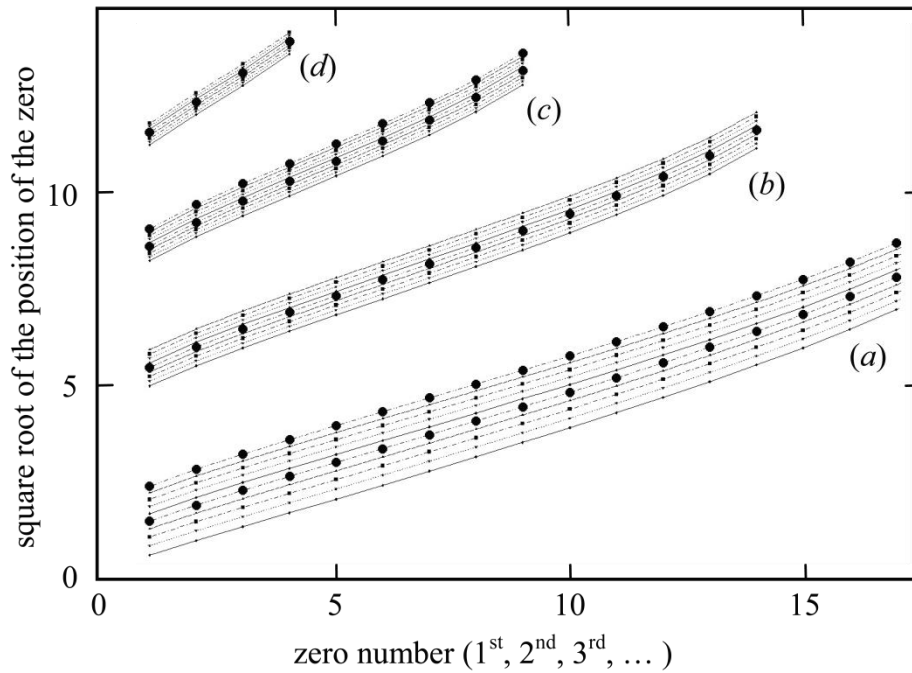 (d)
(c)
(b)
(a)
10
5
0
0
5
10
15
square root of the position of the zero
zero number (1st, 2nd, 3rd, … )